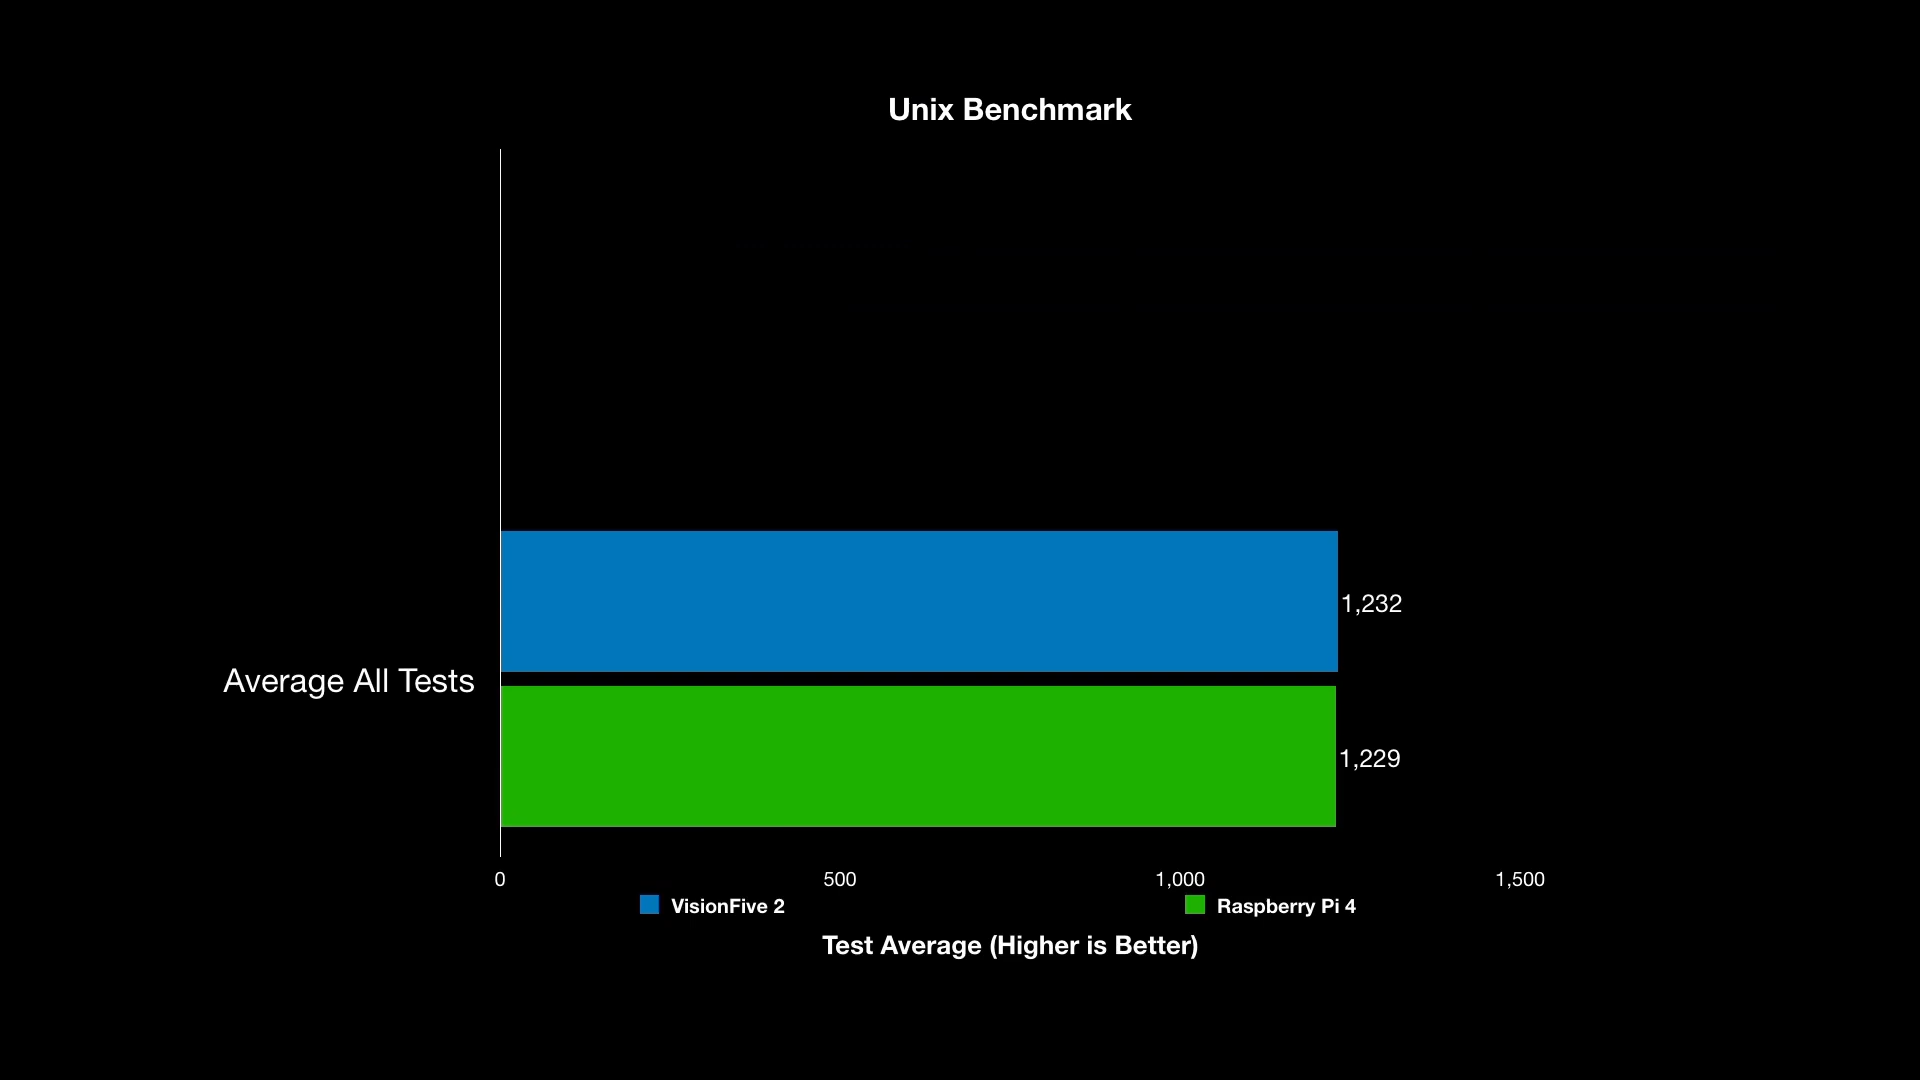 Unix Benchmark
1,232
Average All Tests
1,229
0 500 1,000 1,500
VisionFive 2 Raspberry Pi 4
Test Average (Higher is Better)